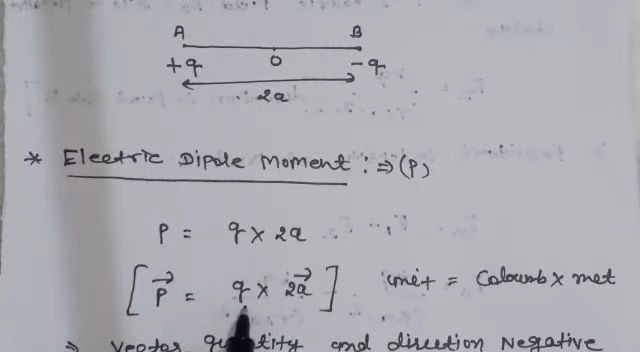 A B
+q O -q
2a
* Electric Dipole Moment : ⇒ (P)
P = q × 2a
[ P⃗ = q × 2a⃗ ] unit = Coloumb × met
⇒ Vector quantity and direction Negative